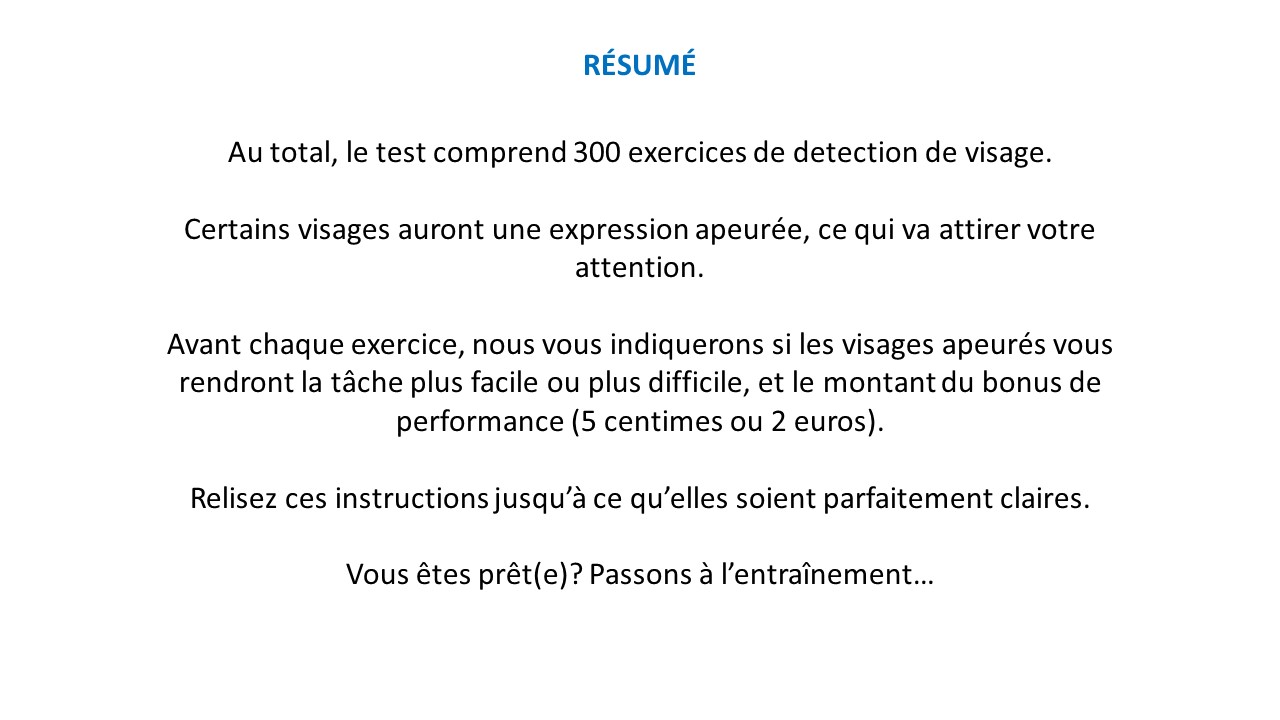 RÉSUMÉ
Au total, le test comprend 300 exercices de detection de visage.
Certains visages auront une expression apeurée, ce qui va attirer votre
attention.
Avant chaque exercice, nous vous indiquerons si les visages apeurés vous
rendront la tâche plus facile ou plus difficile, et le montant du bonus de
performance (5 centimes ou 2 euros).
Relisez ces instructions jusqu’à ce qu’elles soient parfaitement claires.
Vous êtes prêt(e)? Passons à l’entraînement…